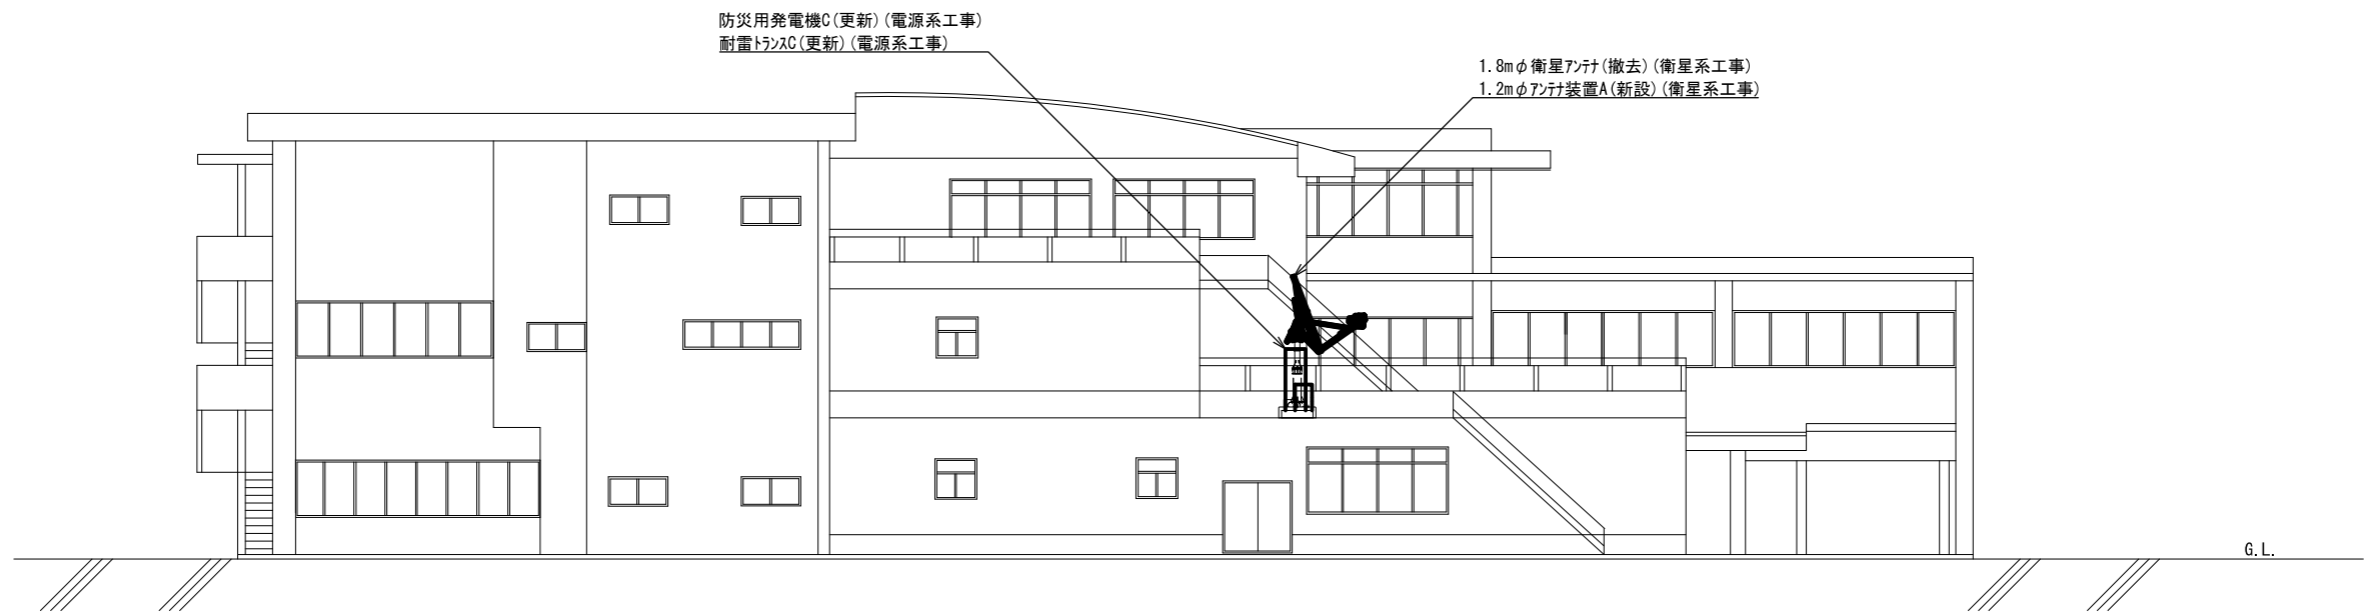 防災用発電機C(更新)(電源系工事)
耐雷ﾄﾗﾝｽC(更新)(電源系工事)
1.8mφ衛星ｱﾝﾃﾅ(撤去)(衛星系工事)
1.2mφｱﾝﾃﾅ装置A(新設)(衛星系工事)
G.L.